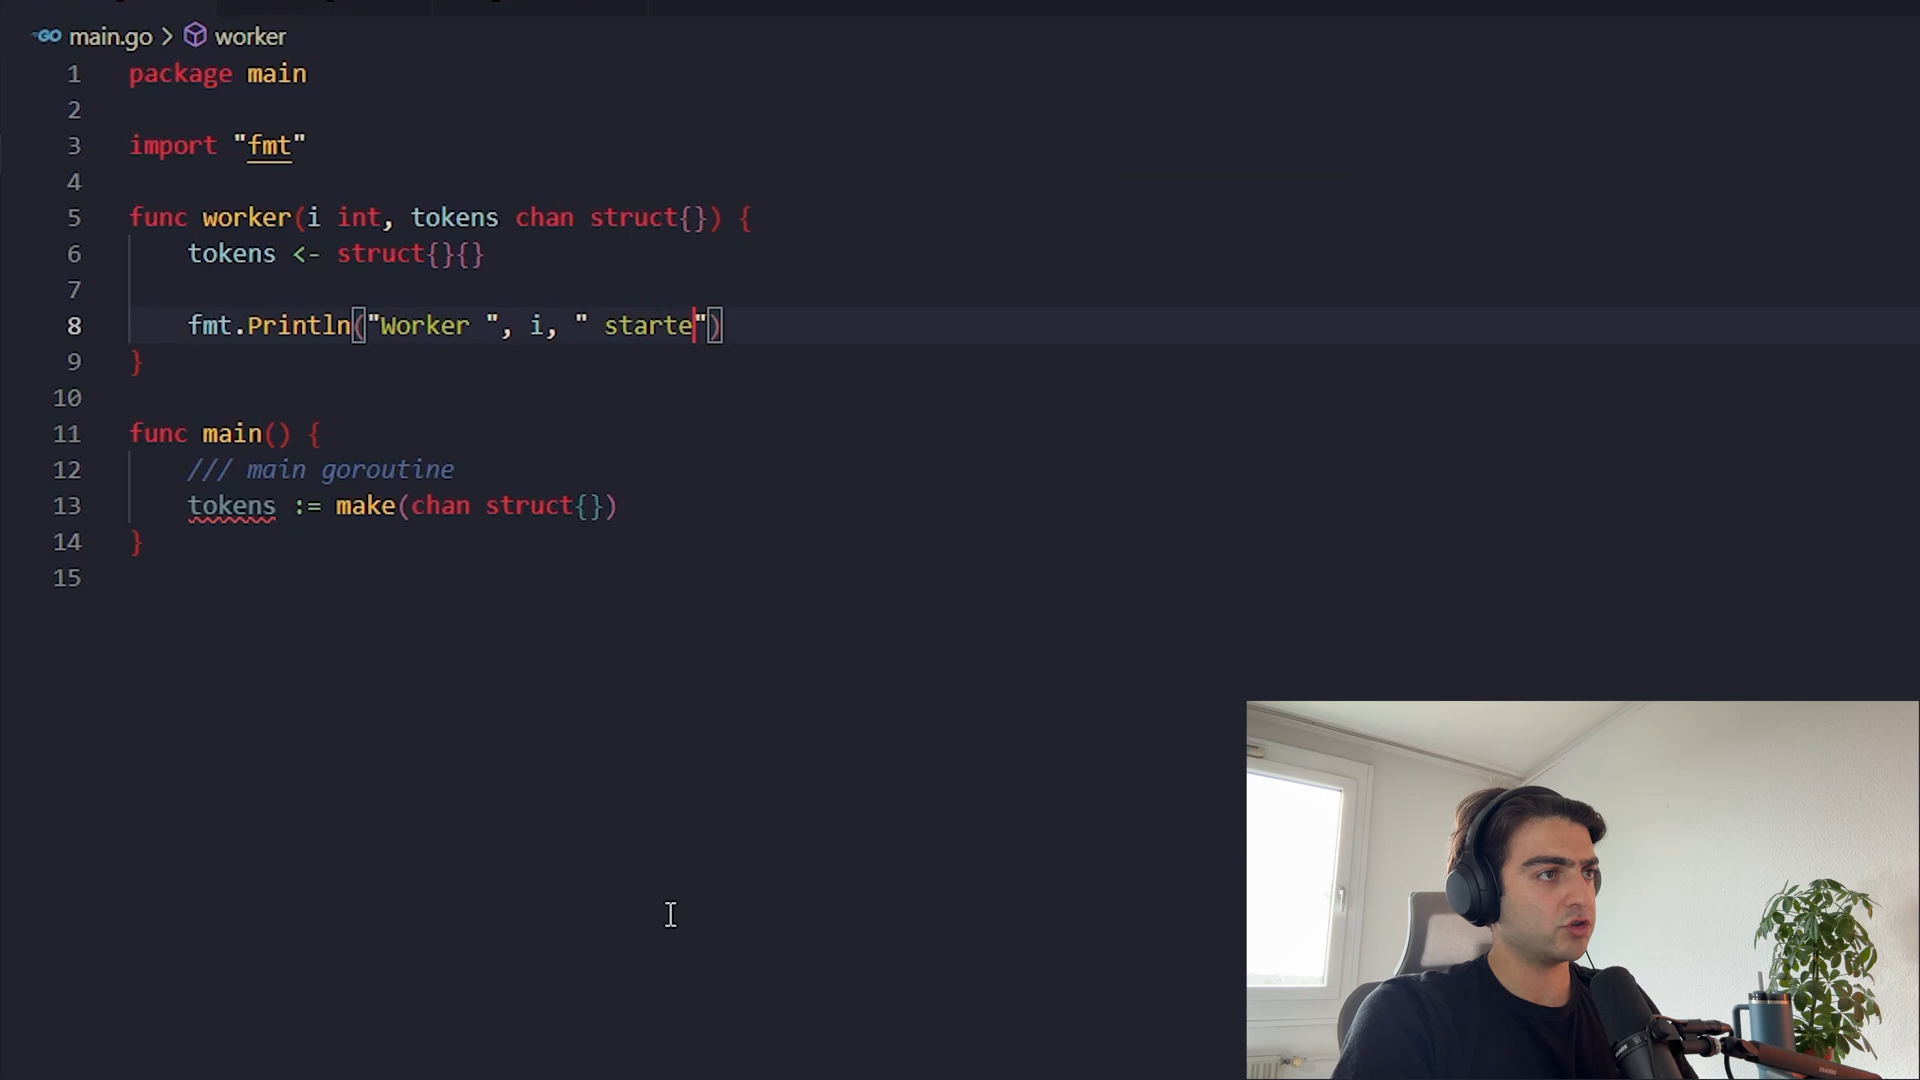 GO main.go > worker
1 package main
2
3 import "fmt"
4
5 func worker(i int, tokens chan struct{}) {
6 tokens <- struct{}{}
7
8 fmt.Println("Worker ", i, " starte")
9 }
10
11 func main() {
12 /// main goroutine
13 tokens := make(chan struct{})
14 }
15